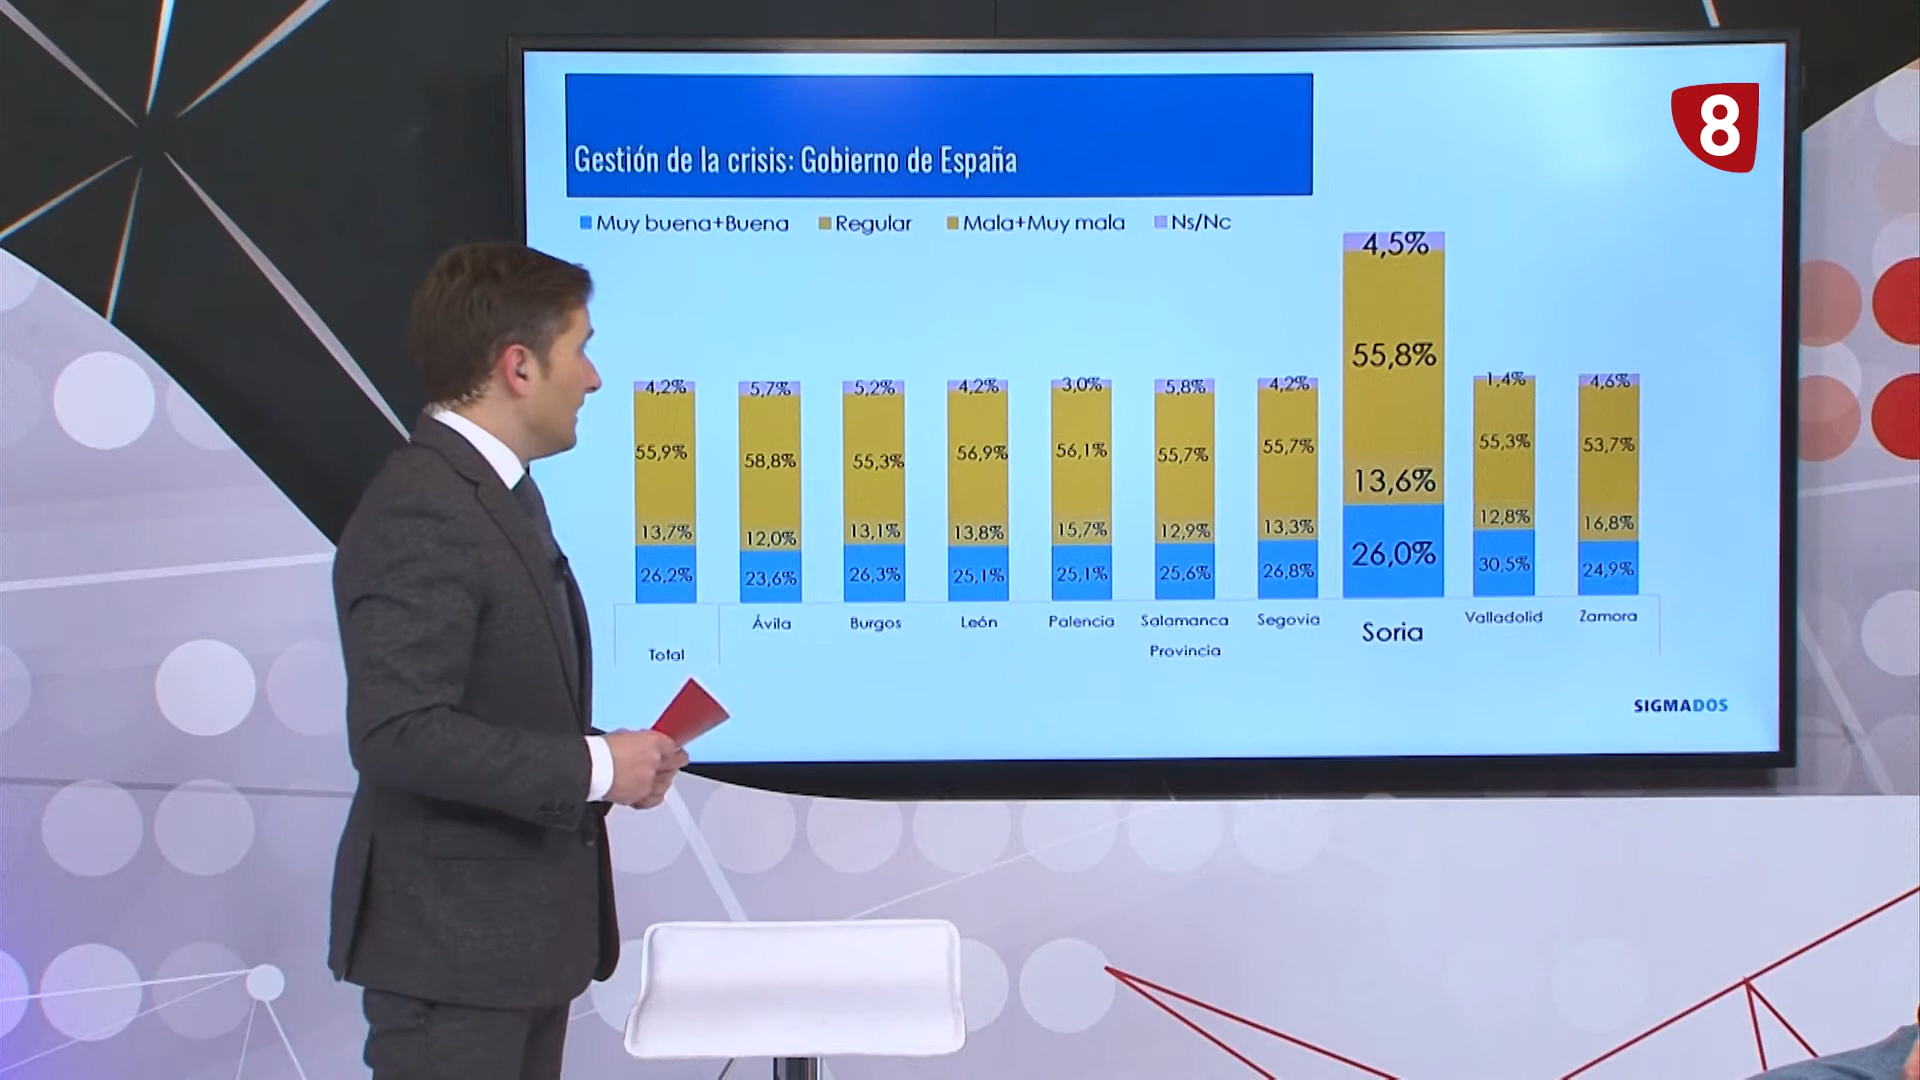 8
Gestión de la crisis: Gobierno de España
Muy buena+Buena Regular Mala+Muy mala Ns/Nc
4,2% 5,7% 5,2% 4,2% 3,0% 5,8% 4,2% 4,5% 1,4% 4,6%
55,9% 58,8% 55,3% 56,9% 56,1% 55,7% 55,7% 55,8% 55,3% 53,7%
13,7% 12,0% 13,1% 13,8% 15,7% 12,9% 13,3% 13,6% 12,8% 16,8%
26,2% 23,6% 26,3% 25,1% 25,1% 25,6% 26,8% 26,0% 30,5% 24,9%
Ávila Burgos León Palencia Salamanca Segovia Soria Valladolid Zamora
Total Provincia
SIGMADOS